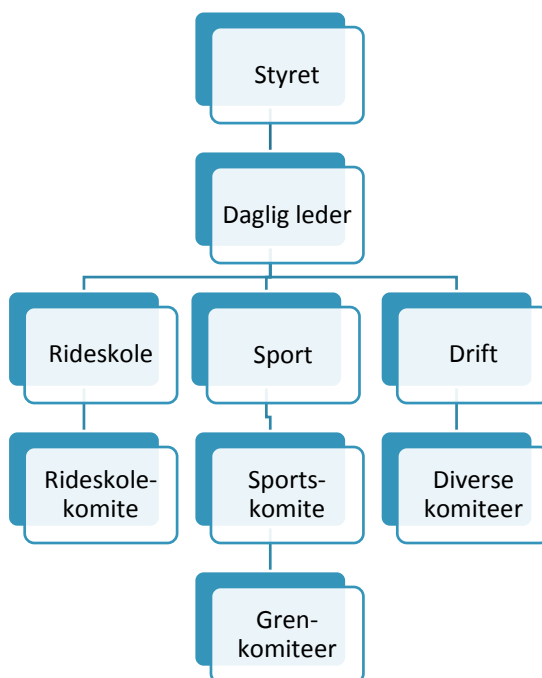 Styret
Daglig leder
Rideskole
Sport
Drift
Rideskole-
komite
Sports-
komite
Diverse
komiteer
Gren-
komiteer